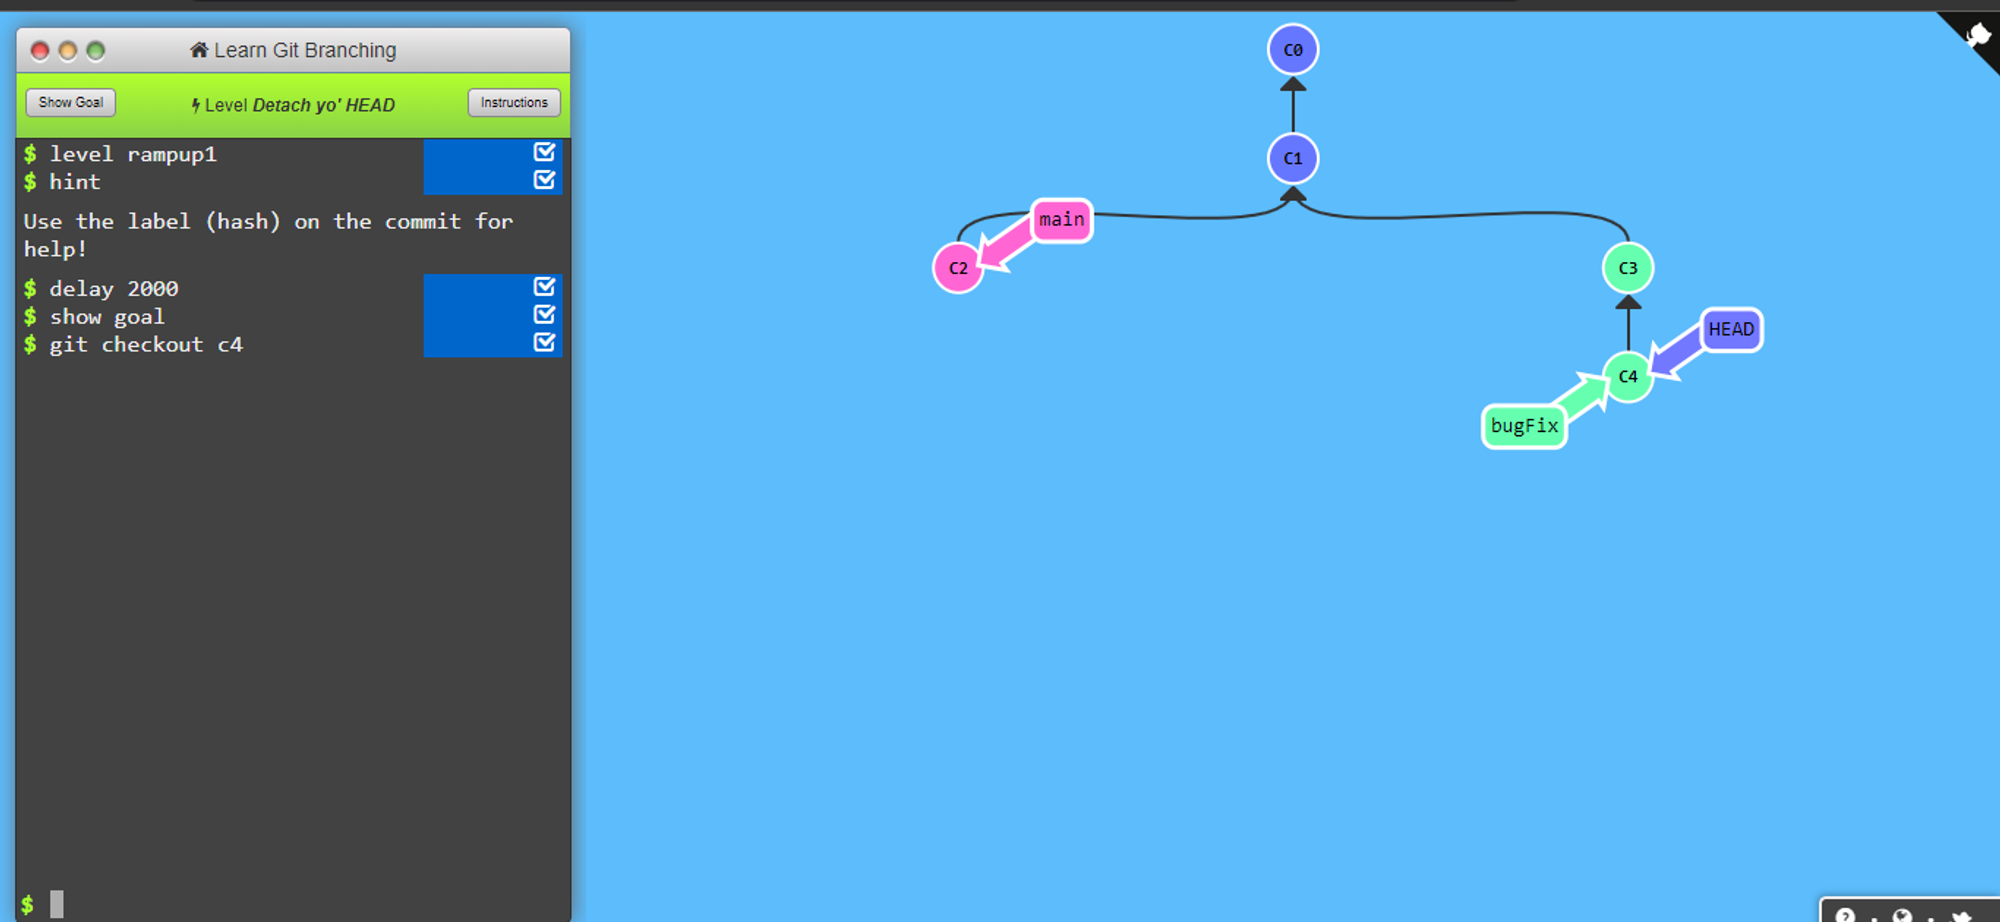 Learn Git Branching
Show Goal
Level Detach yo' HEAD
Instructions
$ level rampup1
$ hint
Use the label (hash) on the commit for
help!
$ delay 2000
$ show goal
$ git checkout c4
$
C0
C1
main
C2
C3
HEAD
C4
bugFix